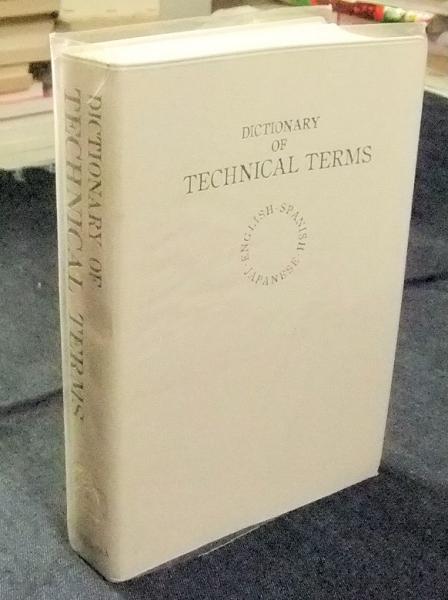 DICTIONARY
OF
TECHNICAL TERMS
ENGLISH·SPANISH·JAPANESE·
DICTIONARY OF
TECHNICAL TERMS